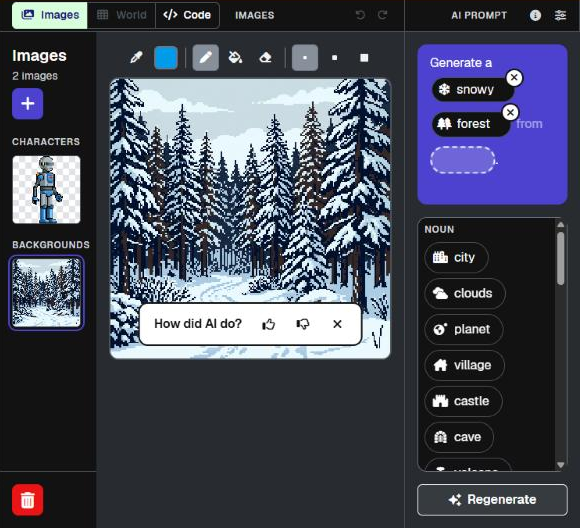 Images
World
Code
IMAGES
AI PROMPT
Images
2 images
CHARACTERS
BACKGROUNDS
How did AI do?
Generate a
snowy
forest from
.
NOUN
city
clouds
planet
village
castle
cave
volcano
Regenerate